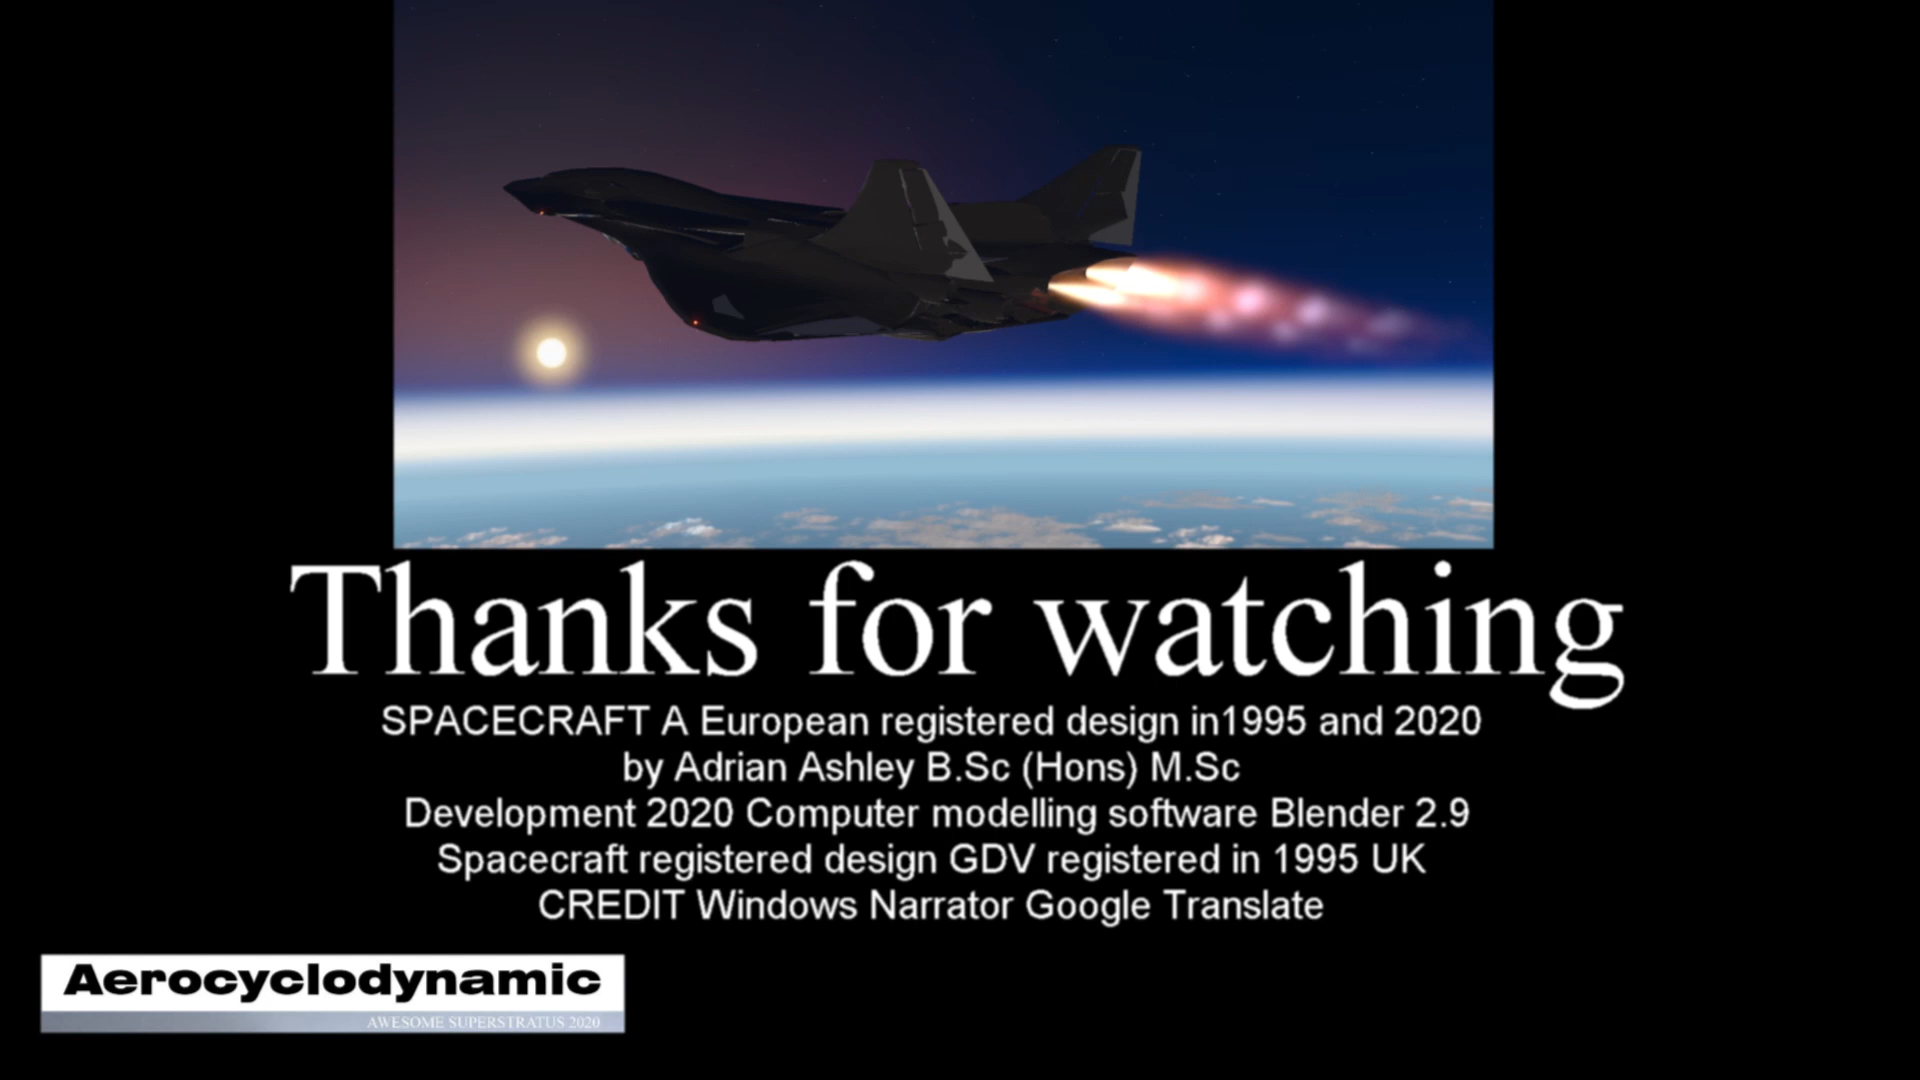 Thanks for watching
SPACECRAFT A European registered design in1995 and 2020
by Adrian Ashley B.Sc (Hons) M.Sc
Development 2020 Computer modelling software Blender 2.9
Spacecraft registered design GDV registered in 1995 UK
CREDIT Windows Narrator Google Translate
Aerocyclodynamic
AWESOME SUPERSTRATUS 2020